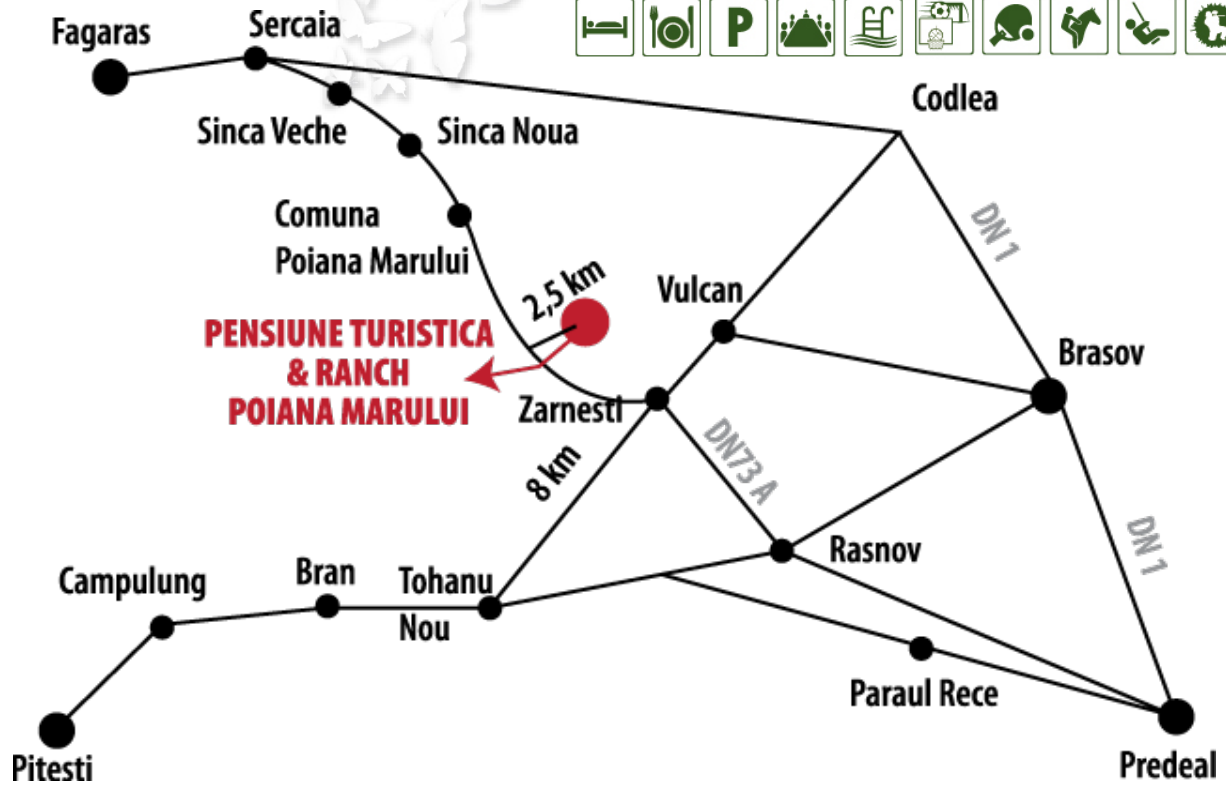 Fagaras
Sercaia
P
Codlea
Sinca Veche
Sinca Noua
DN 1
Comuna
Poiana Marului
2,5 km
Vulcan
PENSIUNE TURISTICA
& RANCH
POIANA MARULUI
Brasov
Zarnesti
DN73 A
8 km
Rasnov
DN 1
Campulung
Bran
Tohanu
Nou
Paraul Rece
Pitesti
Predeal